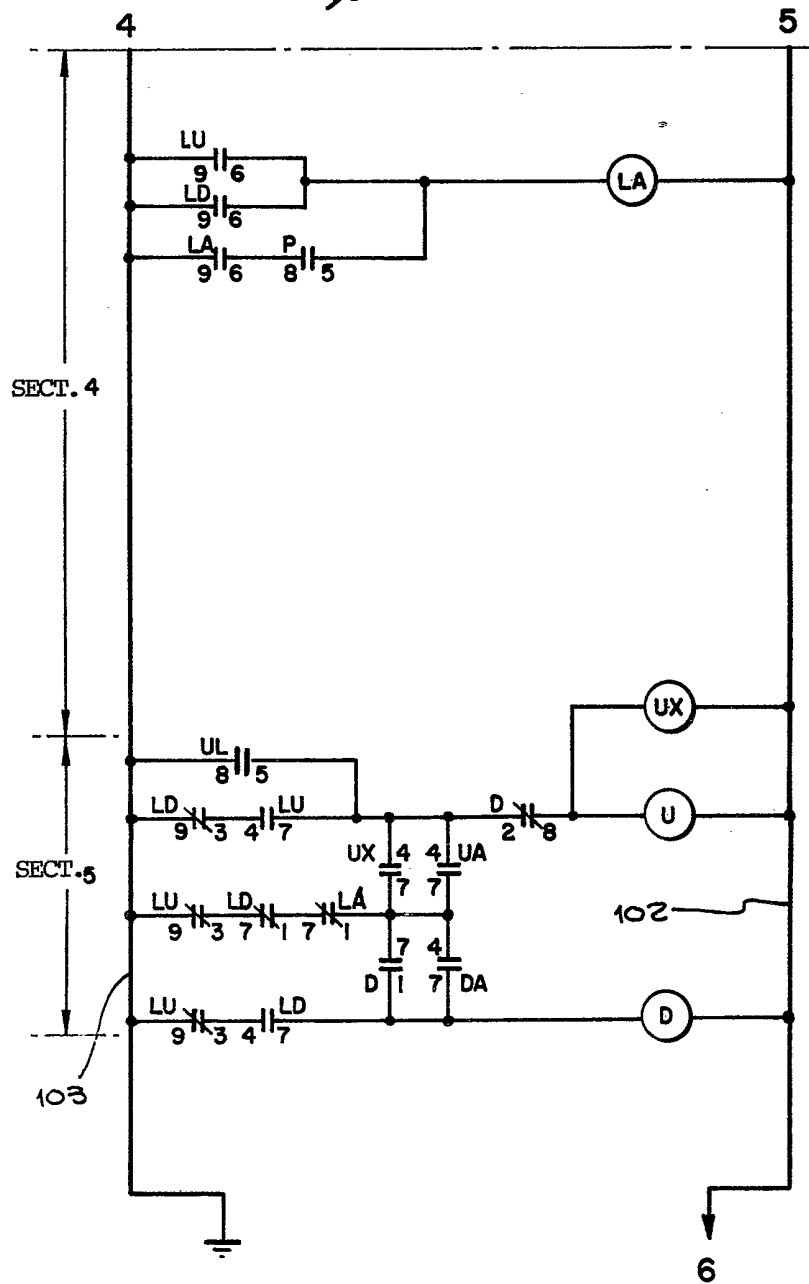 4 5
LU
9 6
LA
LD
9 6
LA P
9 6 8 5
SECT.4
UX
UL
8 5
LD LU D
9 3 4 7 2 8 U
UX 4 4 UA
7 7
SECT.5
LU LD LA
9 3 7 1 7 1
102
7 4
D 1 7 DA
LU LD
9 3 4 7 D
103
6